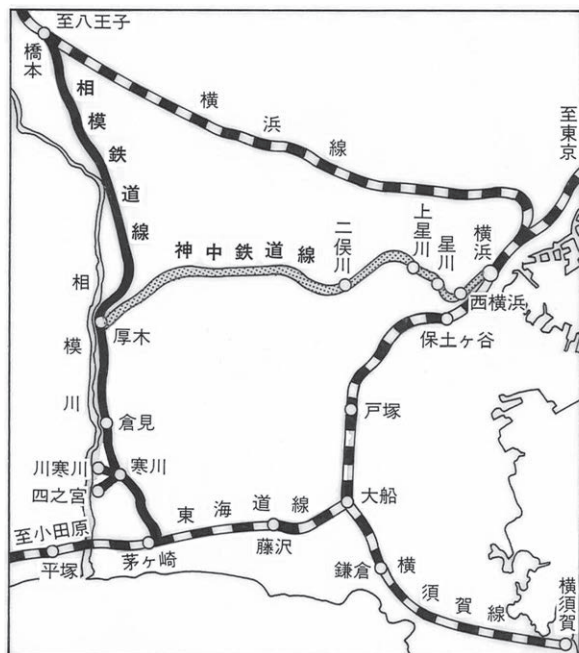 至八王子
橋本
相模鉄道線
横浜線
至東京
神中鉄道線
二俣川
上星川
星川
横浜
西横浜
保土ヶ谷
相模川
厚木
倉見
川寒川
寒川
四之宮
戸塚
大船
至小田原
東海道線
平塚
茅ヶ崎
藤沢
鎌倉
横須賀線
横須賀